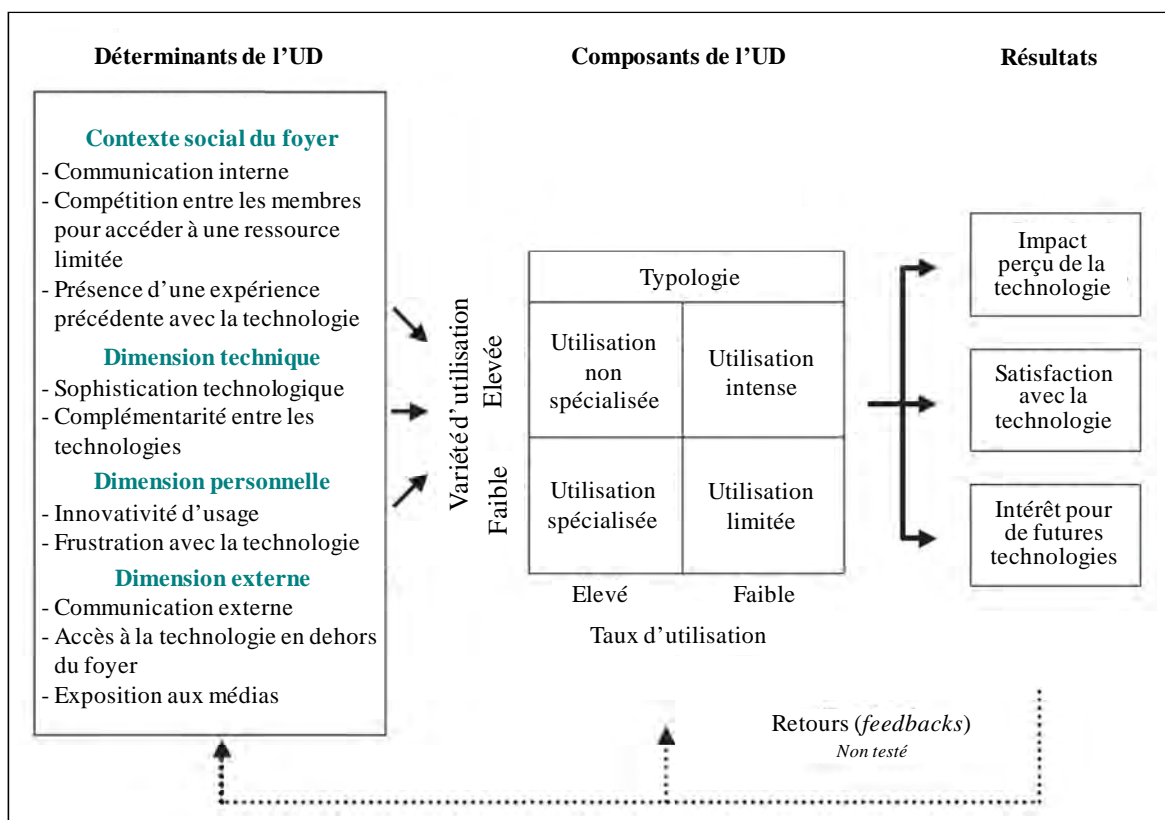 Déterminants de l'UD
Composants de l'UD
Résultats
Contexte social du foyer
- Communication interne
- Compétition entre les membres
pour accéder à une ressource
limitée
- Présence d'une expérience
précédente avec la technologie
Dimension technique
- Sophistication technologique
- Complémentarité entre les
technologies
Dimension personnelle
- Innovativité d'usage
- Frustration avec la technologie
Dimension externe
- Communication externe
- Accès à la technologie en dehors
du foyer
- Exposition aux médias
Variété d'utilisation
Elevée
Faible
Typologie
Utilisation
non
spécialisée
Utilisation
intense
Utilisation
spécialisée
Utilisation
limitée
Elevé
Faible
Taux d'utilisation
Impact
perçu de la
technologie
Satisfaction
avec la
technologie
Intérêt pour
de futures
technologies
Retours (feedbacks)
Non testé